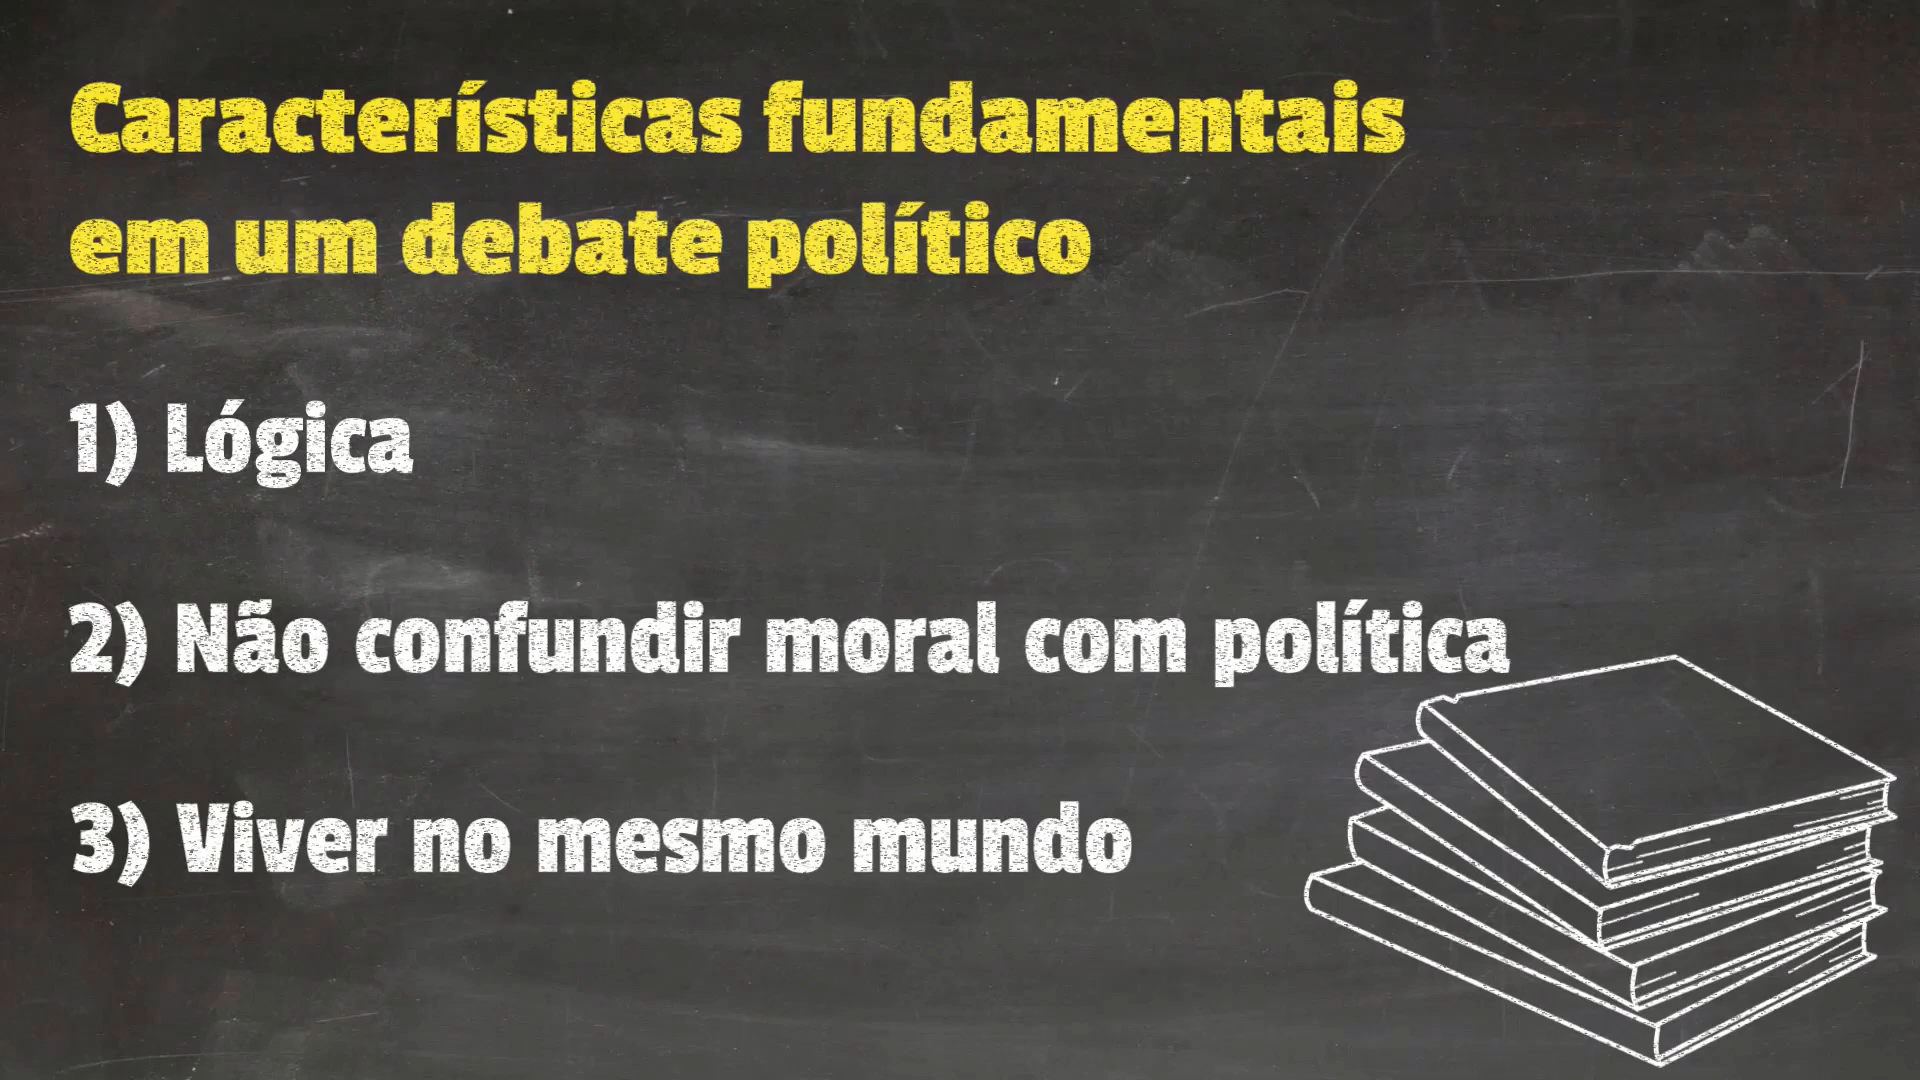 Características fundamentais
em um debate político
1) Lógica
2) Não confundir moral com política
3) Viver no mesmo mundo